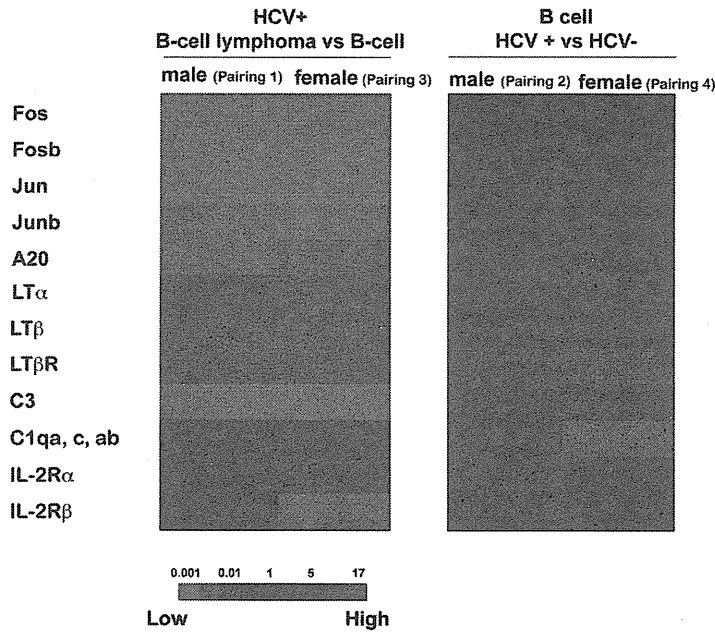 HCV+
B-cell lymphoma vs B-cell
B cell
HCV + vs HCV-
male (Pairing 1) female (Pairing 3)
male (Pairing 2) female (Pairing 4)
Fos
Fosb
Jun
Junb
A20
LTα
LTβ
LTβR
C3
C1qa, c, ab
IL-2Rα
IL-2Rβ
0.001 0.01 1 5 17
Low High